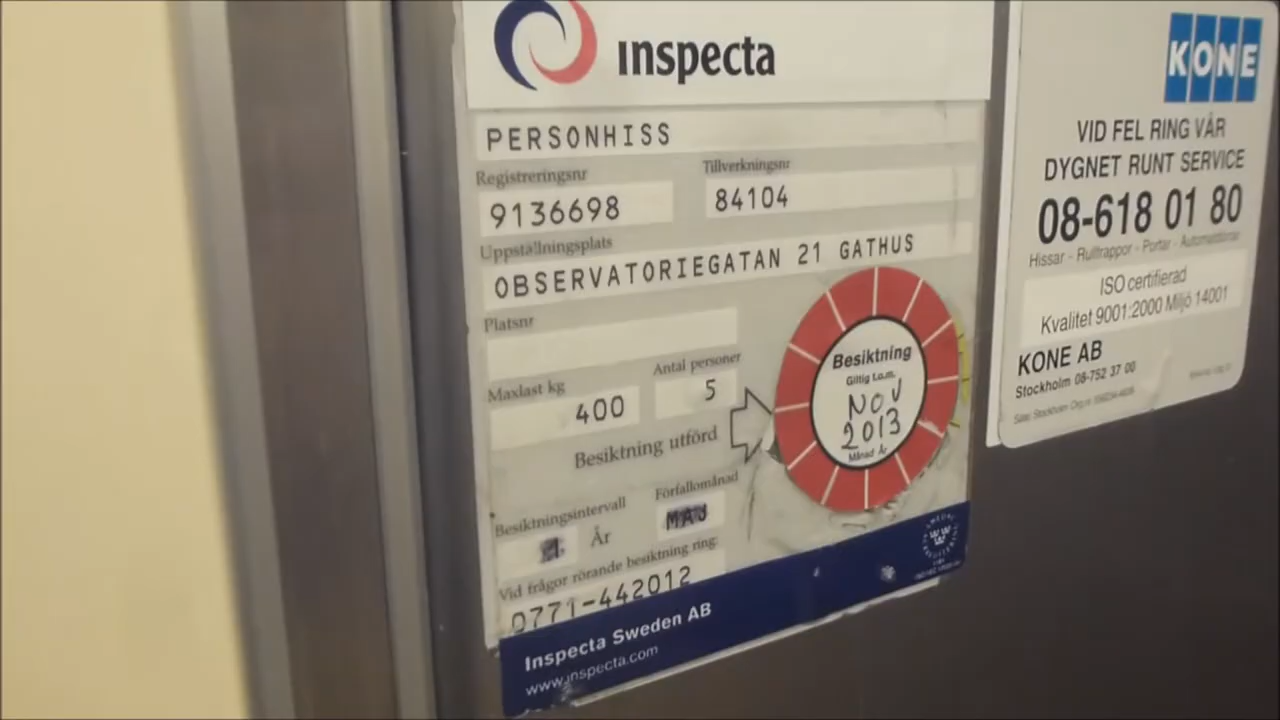 ınspecta
PERSONHISS
Registreringsnr
Tillverkningsnr
9136698
84104
Uppställningsplats
OBSERVATORIEGATAN 21 GATHUS
Platsnr
Maxlast kg
Antal personer
400
5
Besiktning utförd
Besiktning
Giltig t.o.m.
NOV
2013
Månad År
Besiktningsintervall
Förfallomånad
År
MAJ
Vid frågor rörande besiktning ring:
0771-442012
Inspecta Sweden AB
www.inspecta.com
KONE
VID FEL RING VÅR
DYGNET RUNT SERVICE
08-618 01 80
Hissar - Rulltrappor - Portar - Automatdörrar
ISO certifierad
Kvalitet 9001:2000 Miljö 14001
KONE AB
Stockholm 08-752 37 00